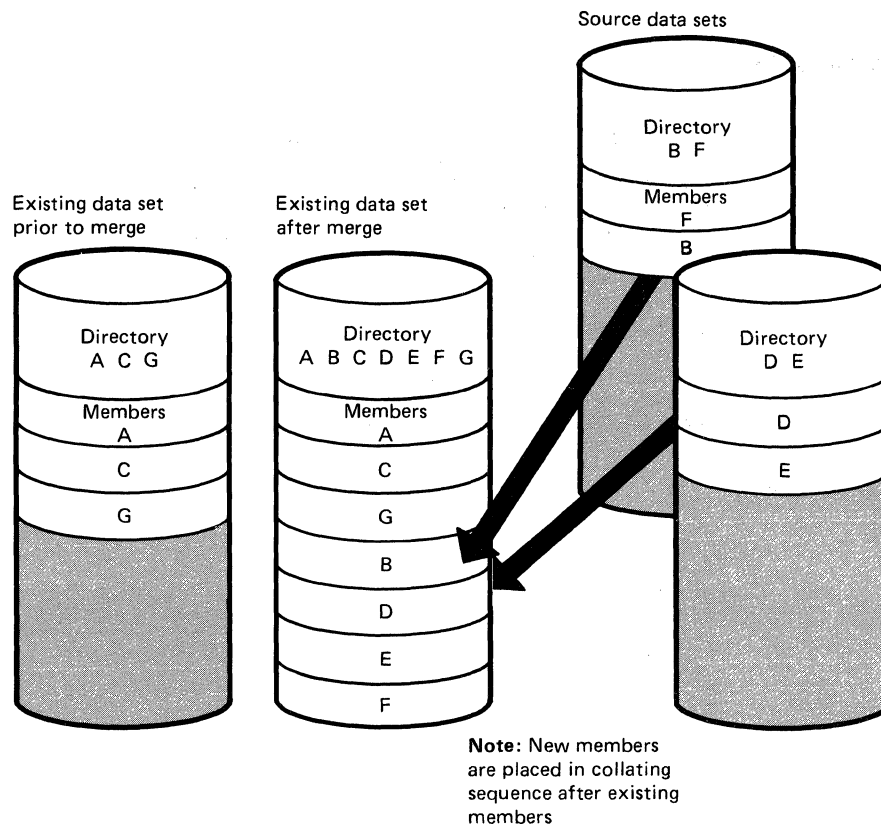 Source data sets
Directory
B F
Members
F
B
Existing data set
prior to merge
Directory
A C G
Members
A
C
G
Existing data set
after merge
Directory
A B C D E F G
Members
A
C
G
B
D
E
F
Directory
D E
D
E
Note: New members
are placed in collating
sequence after existing
members